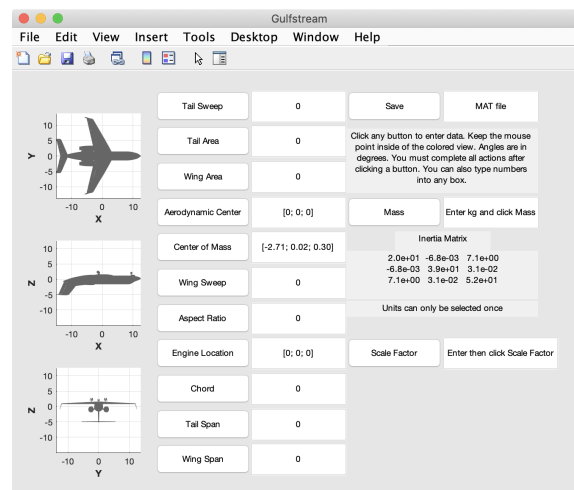 Gulfstream
File Edit View Insert Tools Desktop Window Help
10
5
0
-5
-10
Y
-10 0 10
X
10
5
0
-5
-10
Z
-10 0 10
X
10
5
0
-5
-10
Z
-10 0 10
Y
Tail Sweep 0
Tail Area 0
Wing Area 0
Aerodynamic Center [0; 0; 0]
Center of Mass [-2.71; 0.02; 0.30]
Wing Sweep 0
Aspect Ratio 0
Engine Location [0; 0; 0]
Chord 0
Tail Span 0
Wing Span 0
Save MAT file
Click any button to enter data. Keep the mouse
point inside of the colored view. Angles are in
degrees. You must complete all actions after
clicking a button. You can also type numbers
into any box.
Mass Enter kg and click Mass
Inertia Matrix
2.0e+01 -6.8e-03 7.1e+00
-6.8e-03 3.9e+01 3.1e-02
7.1e+00 3.1e-02 5.2e+01
Units can only be selected once
Scale Factor Enter then click Scale Factor